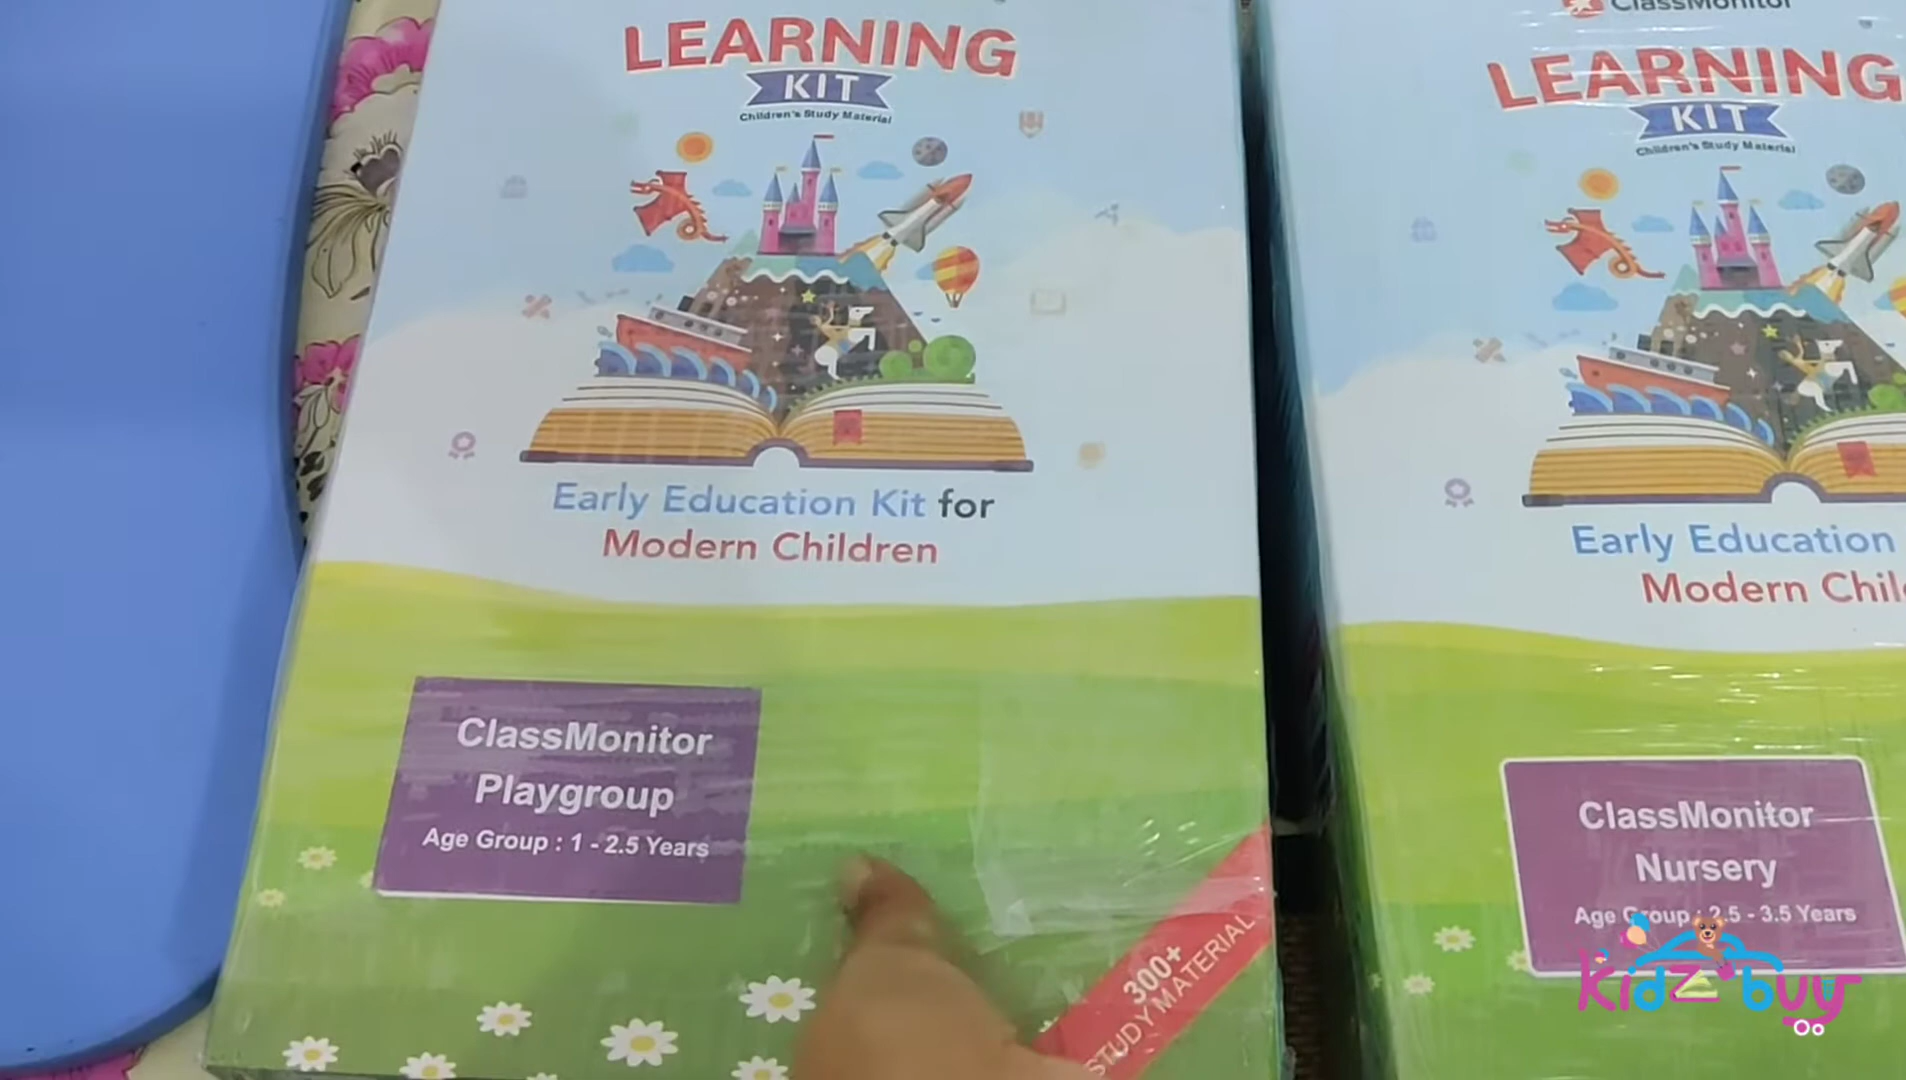 LEARNING
KIT
Children's Study Material
Early Education Kit for
Modern Children
ClassMonitor
Playgroup
Age Group : 1 - 2.5 Years
300+
STUDY MATERIAL
ClassMonitor
LEARNING
KIT
Children's Study Material
Early Education
Modern Chil
ClassMonitor
Nursery
Age Group : 2.5 - 3.5 Years
kidz buy